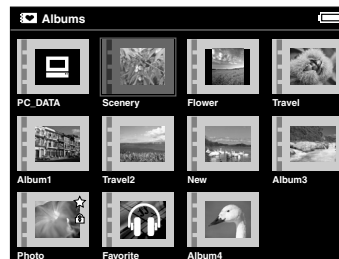 Albums
PC_DATA Scenery Flower Travel
Album1 Travel2 New Album3
Photo Favorite Album4